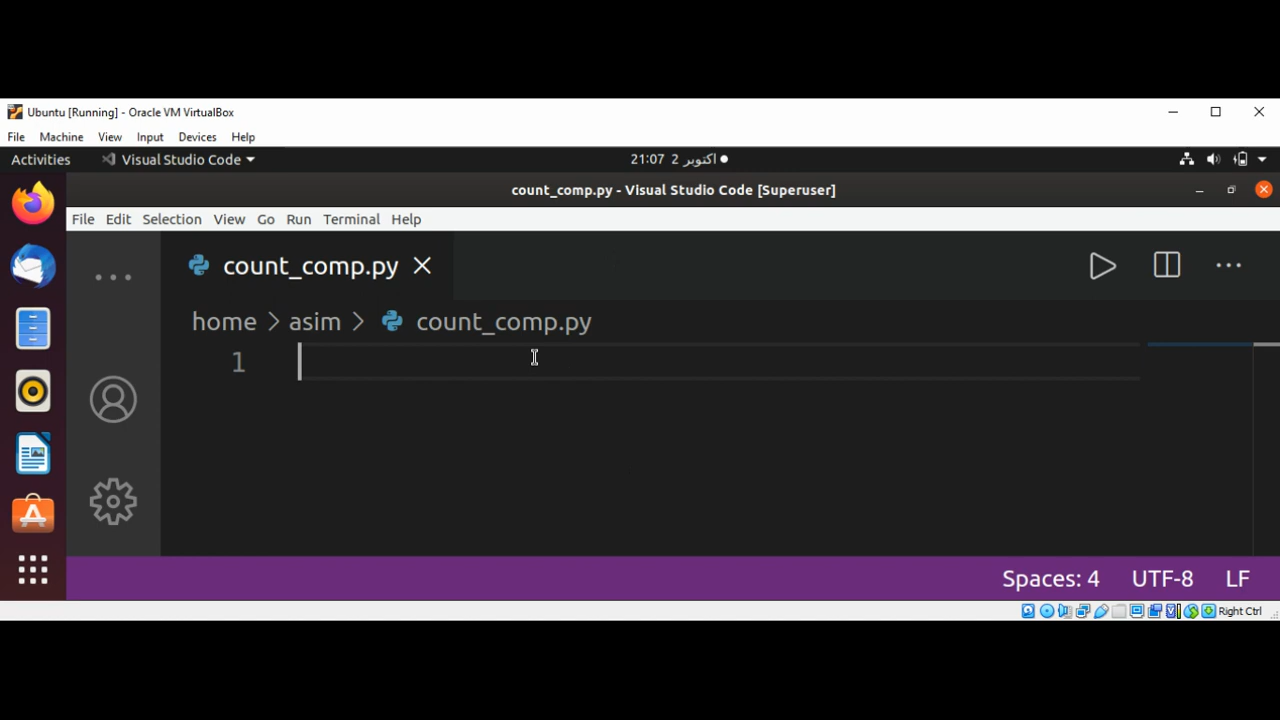 Ubuntu [Running] - Oracle VM VirtualBox
File Machine View Input Devices Help
Activities Visual Studio Code 21:07 2 اکتوبر
count_comp.py - Visual Studio Code [Superuser]
File Edit Selection View Go Run Terminal Help
count_comp.py
home > asim > count_comp.py
1
Spaces: 4 UTF-8 LF
Right Ctrl